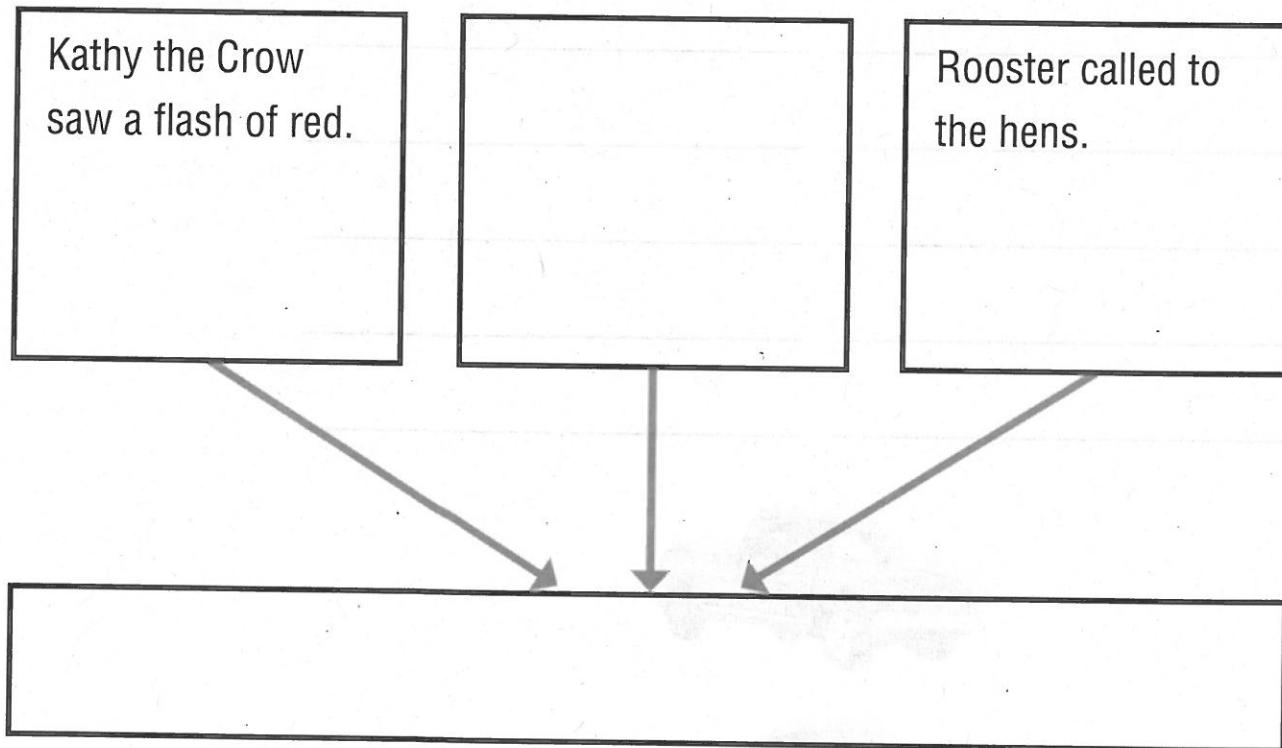 Kathy the Crow
saw a flash of red.
Rooster called to
the hens.